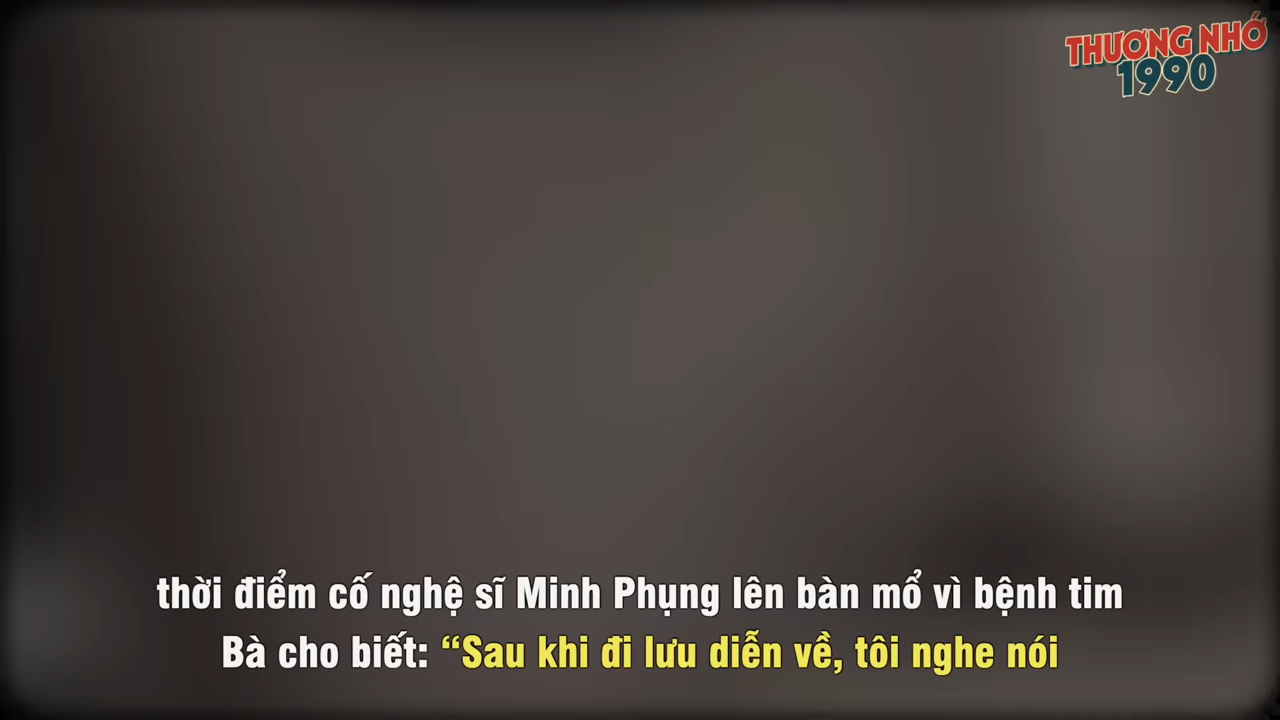 THƯƠNG NHỚ
1990
thời điểm cố nghệ sĩ Minh Phụng lên bàn mổ vì bệnh tim
Bà cho biết: “Sau khi đi lưu diễn về, tôi nghe nói